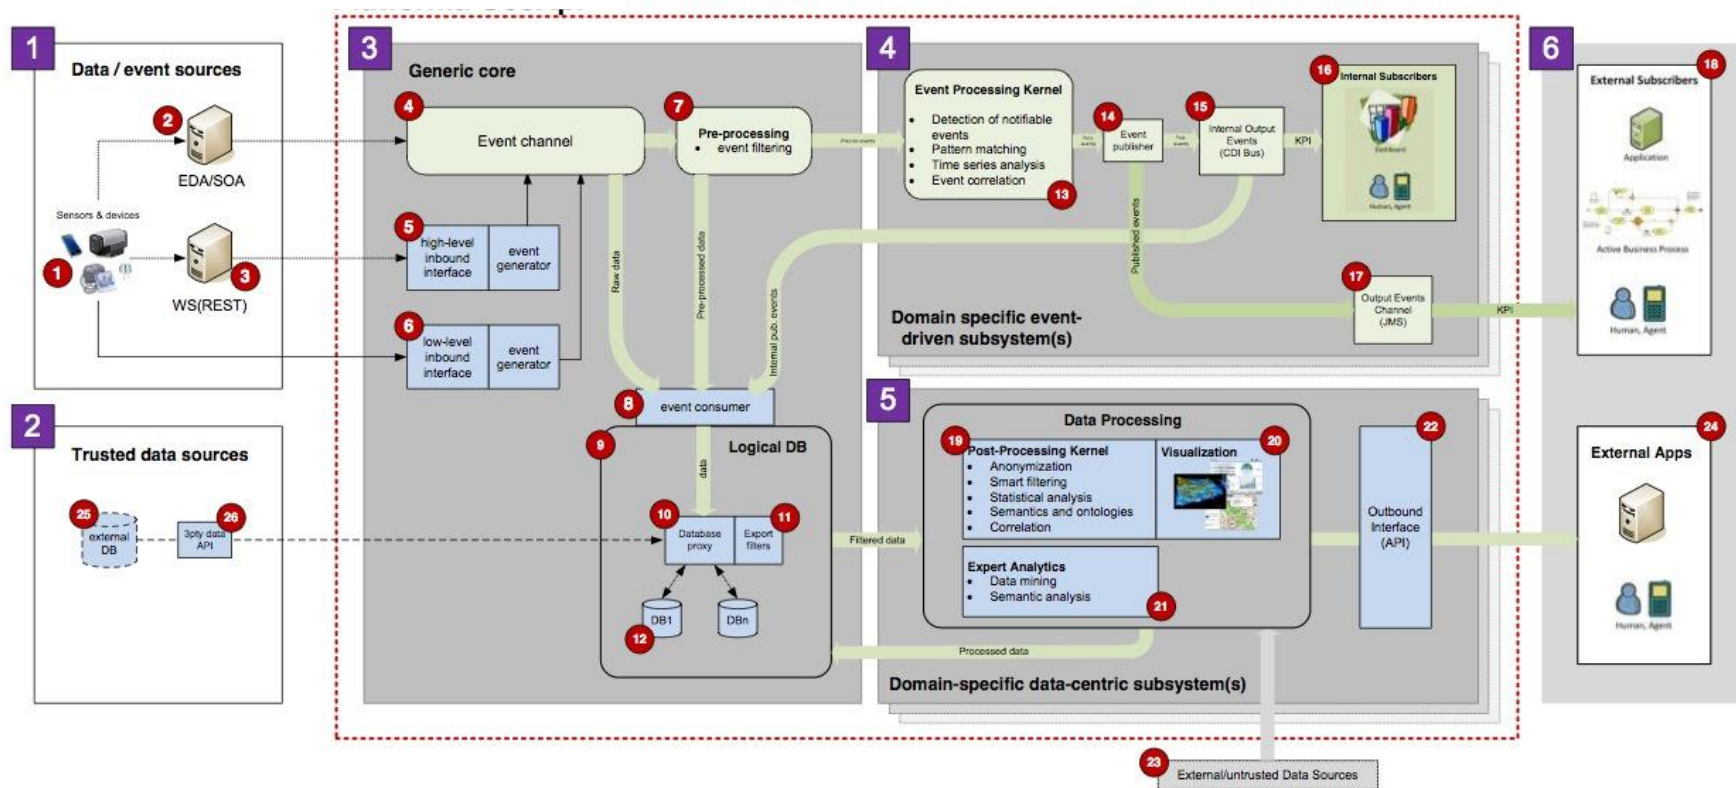 1
Data / event sources
2
EDA/SOA
Sensors & devices
1
3
WS(REST)
2
Trusted data sources
25
external
DB
26
3pty data
API
3
Generic core
4
Event channel
7
Pre-processing
• event filtering
5
high-level
inbound
interface
event
generator
6
low-level
inbound
interface
event
generator
Raw data
Pre-processed data
Internal pub. events
8
event consumer
9
Logical DB
data
10
Database
proxy
11
Export
filters
12
DB1
DBn
4
Event Processing Kernel
• Detection of notifiable
events
• Pattern matching
• Time series analysis
• Event correlation
13
14
Event
publisher
15
Internal Output
Events
(CDI Bus)
KPI
16
Internal Subscribers
Dashboard
Human, Agent
Published events
17
Output Events
Channel
(JMS)
KPI
Domain specific event-
driven subsystem(s)
5
Data Processing
19
Post-Processing Kernel
• Anonymization
• Smart filtering
• Statistical analysis
• Semantics and ontologies
• Correlation
20
Visualization
Expert Analytics
• Data mining
• Semantic analysis
21
Filtered data
Processed data
22
Outbound
Interface
(API)
Domain-specific data-centric subsystem(s)
23
External/untrusted Data Sources
6
18
External Subscribers
Application
Active Business Process
Human, Agent
24
External Apps
Human, Agent